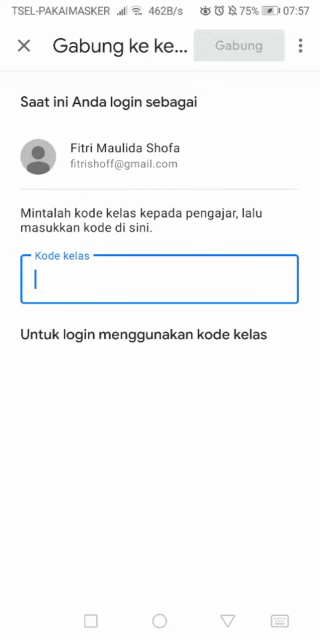 TSEL-PAKAIMASKER 462B/s 75% 07:57
Gabung ke ke... Gabung
Saat ini Anda login sebagai
Fitri Maulida Shofa
fitrishoff@gmail.com
Mintalah kode kelas kepada pengajar, lalu
masukkan kode di sini.
Kode kelas
Untuk login menggunakan kode kelas